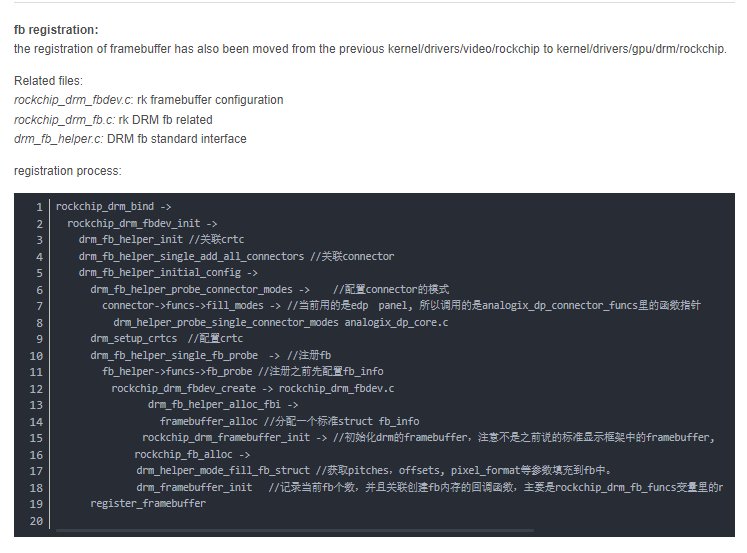 fb registration:
the registration of framebuffer has also been moved from the previous kernel/drivers/video/rockchip to kernel/drivers/gpu/drm/rockchip.
Related files:
rockchip_drm_fbdev.c: rk framebuffer configuration
rockchip_drm_fb.c: rk DRM fb related
drm_fb_helper.c: DRM fb standard interface
registration process:
1 rockchip_drm_bind ->
2 rockchip_drm_fbdev_init ->
3 drm_fb_helper_init //关联crtc
4 drm_fb_helper_single_add_all_connectors //关联connector
5 drm_fb_helper_initial_config ->
6 drm_fb_helper_probe_connector_modes -> //配置connector的模式
7 connector->funcs->fill_modes -> //当前用的是edp panel, 所以调用的是analogix_dp_connector_funcs里的函数指针
8 drm_helper_probe_single_connector_modes analogix_dp_core.c
9 drm_setup_crtcs //配置crtc
10 drm_fb_helper_single_fb_probe -> //注册fb
11 fb_helper->funcs->fb_probe //注册之前先配置fb_info
12 rockchip_drm_fbdev_create -> rockchip_drm_fbdev.c
13 drm_fb_helper_alloc_fbi ->
14 framebuffer_alloc //分配一个标准struct fb_info
15 rockchip_drm_framebuffer_init -> //初始化drm的framebuffer，注意不是之前说的标准显示框架中的framebuffer,
16 rockchip_fb_alloc ->
17 drm_helper_mode_fill_fb_struct //获取pitches，offsets, pixel_format等参数填充到fb中。
18 drm_framebuffer_init //记录当前fb个数，并且关联创建fb内存的回调函数，主要是rockchip_drm_fb_funcs变量里的r
19 register_framebuffer
20